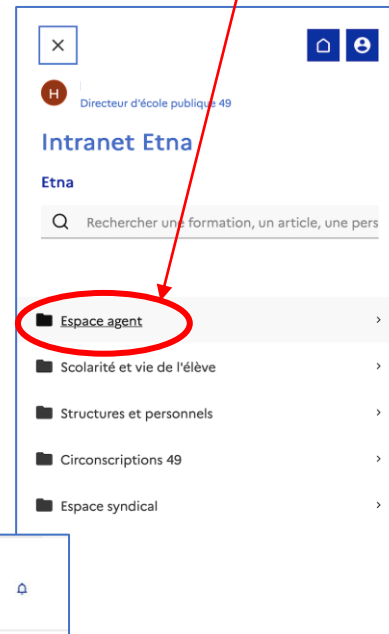 H
Directeur d'école publique 49
Intranet Etna
Etna
Rechercher une formation, un article, une pers
Espace agent
Scolarité et vie de l'élève
Structures et personnels
Circonscriptions 49
Espace syndical